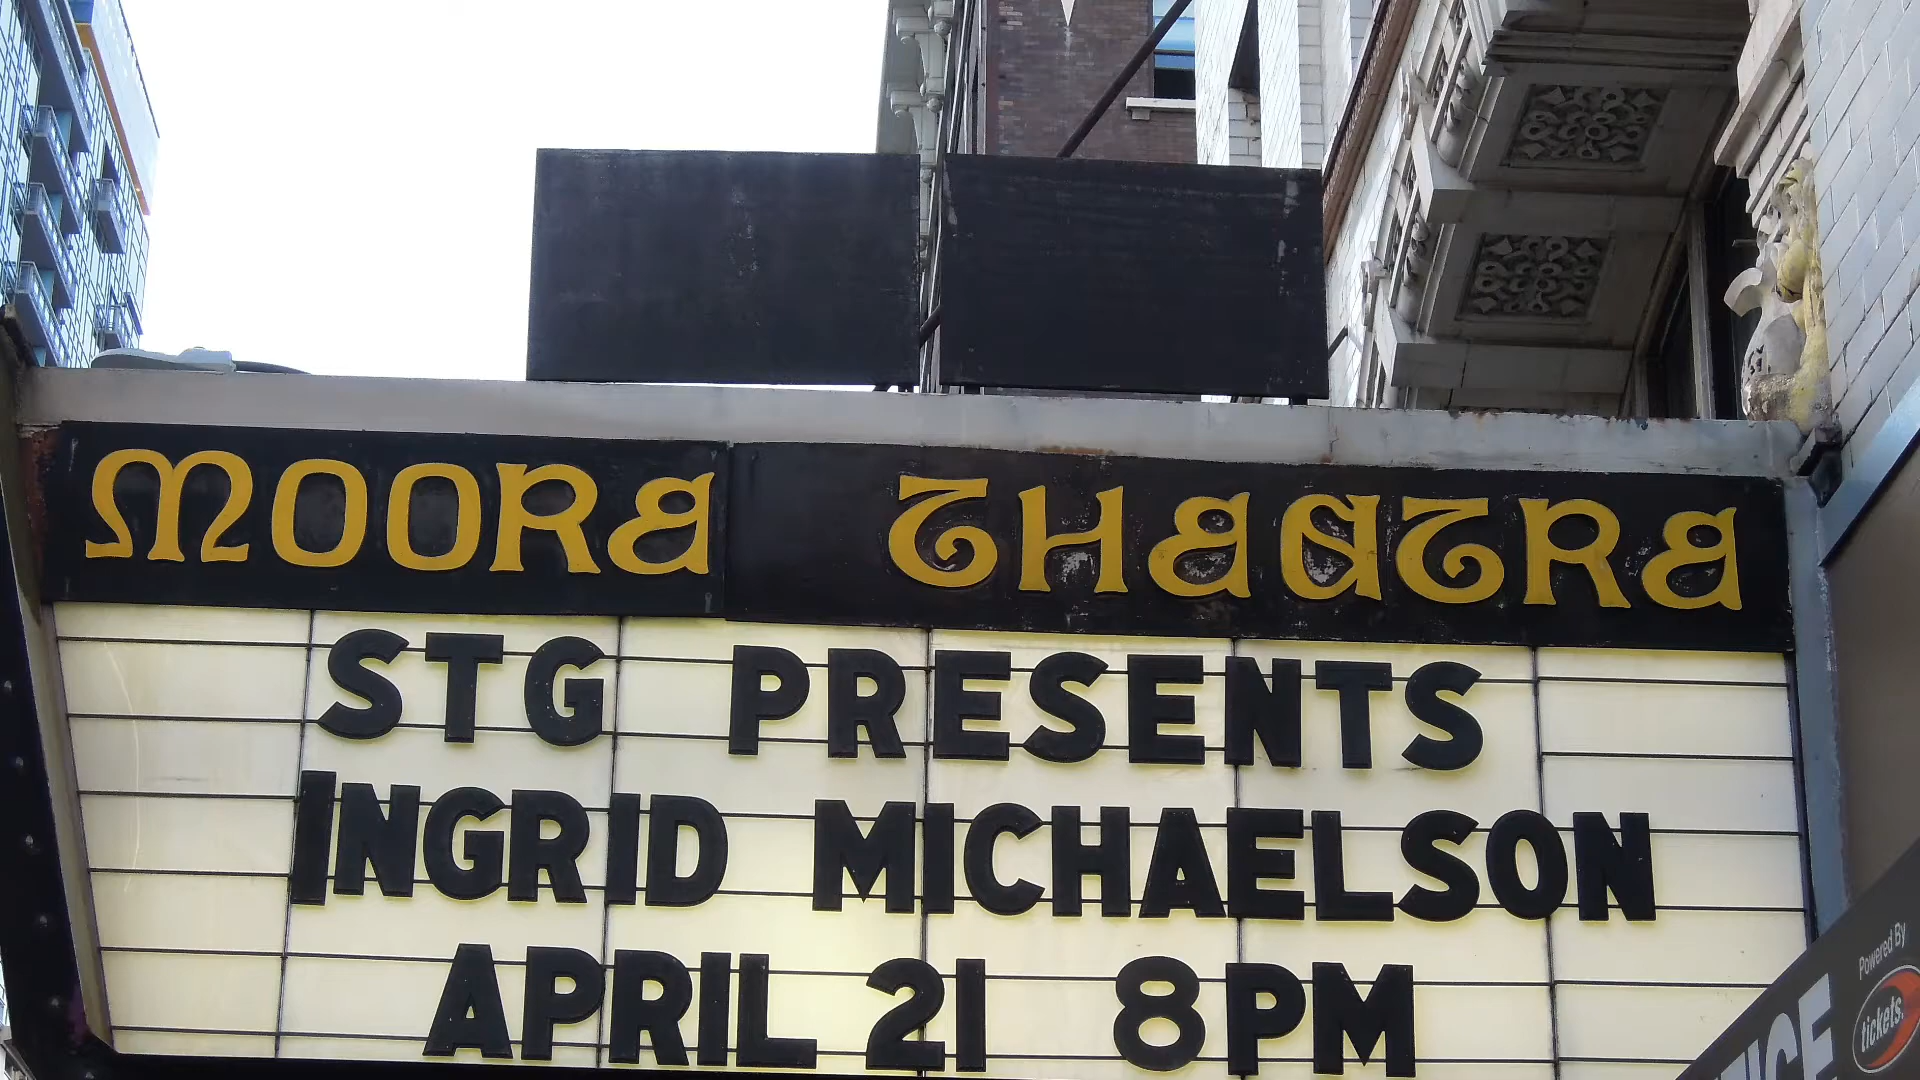 MOORE THEATRE
STG PRESENTS
INGRID MICHAELSON
APRIL 21 8PM
Powered By
tickets.